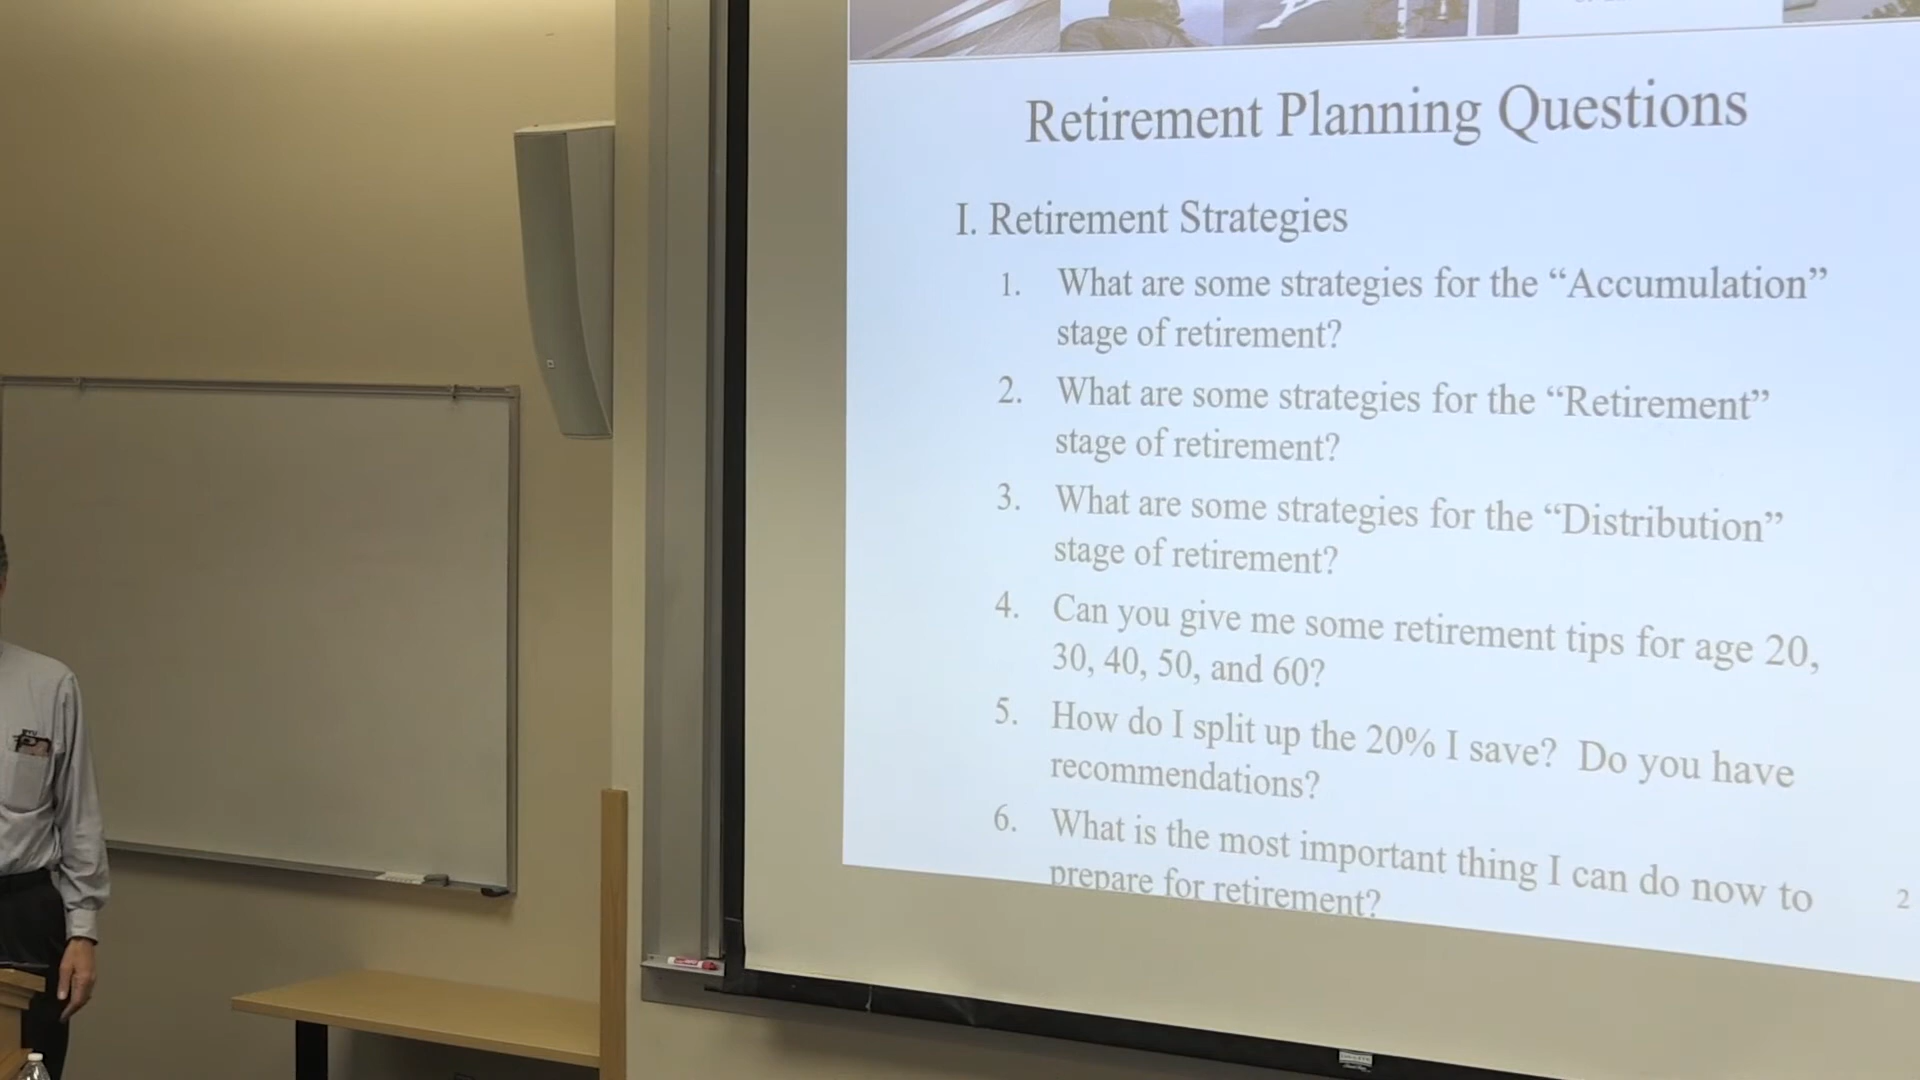 Retirement Planning Questions
I. Retirement Strategies
1. What are some strategies for the “Accumulation”
stage of retirement?
2. What are some strategies for the “Retirement”
stage of retirement?
3. What are some strategies for the “Distribution”
stage of retirement?
4. Can you give me some retirement tips for age 20,
30, 40, 50, and 60?
5. How do I split up the 20% I save? Do you have
recommendations?
6. What is the most important thing I can do now to
prepare for retirement?
2